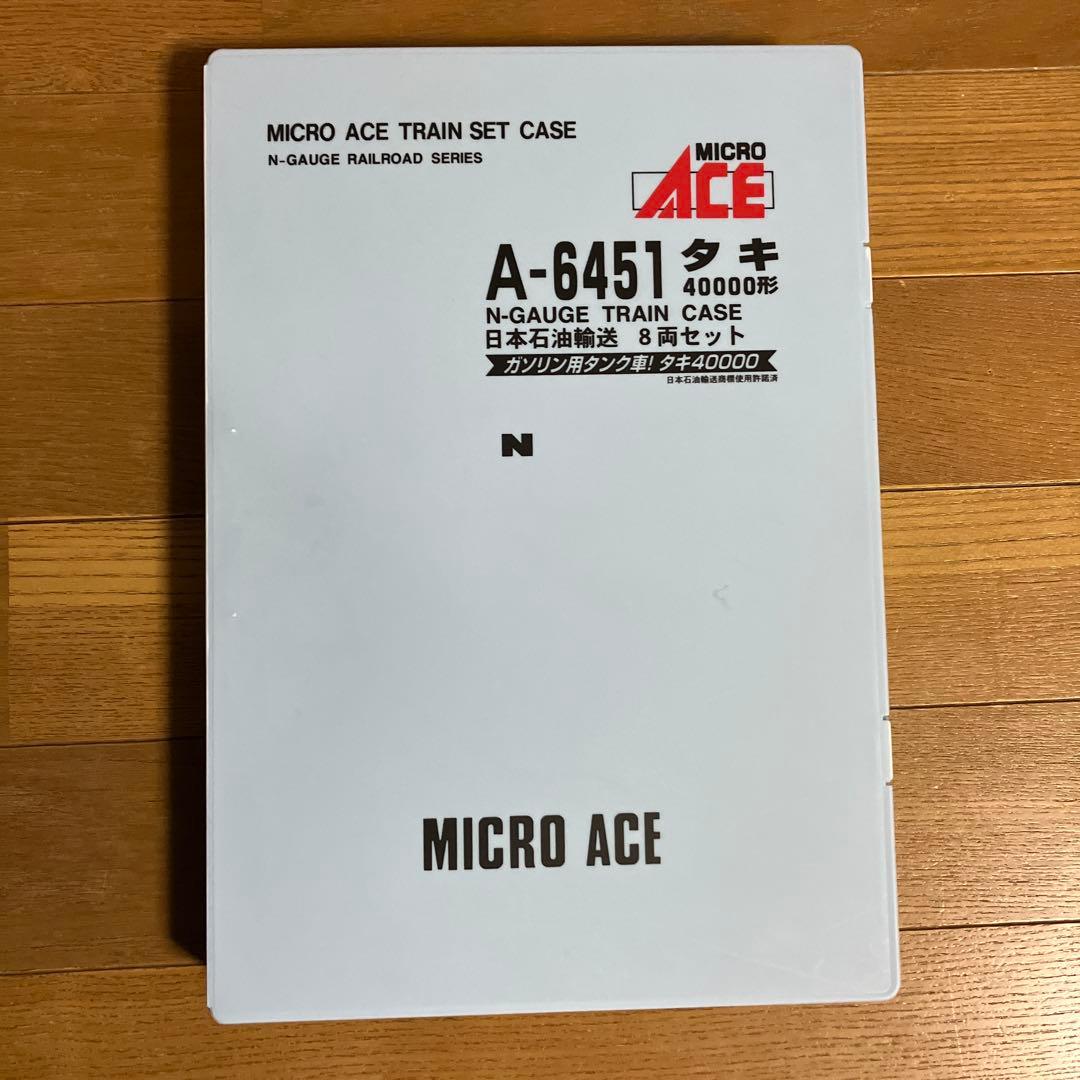 MICRO ACE TRAIN SET CASE
N-GAUGE RAILROAD SERIES
MICRO
ACE
A-6451 タキ
40000形
N-GAUGE TRAIN CASE
日本石油輸送 8両セット
ガソリン用タンク車! タキ40000
日本石油輸送商標使用許諾済
N
MICRO ACE